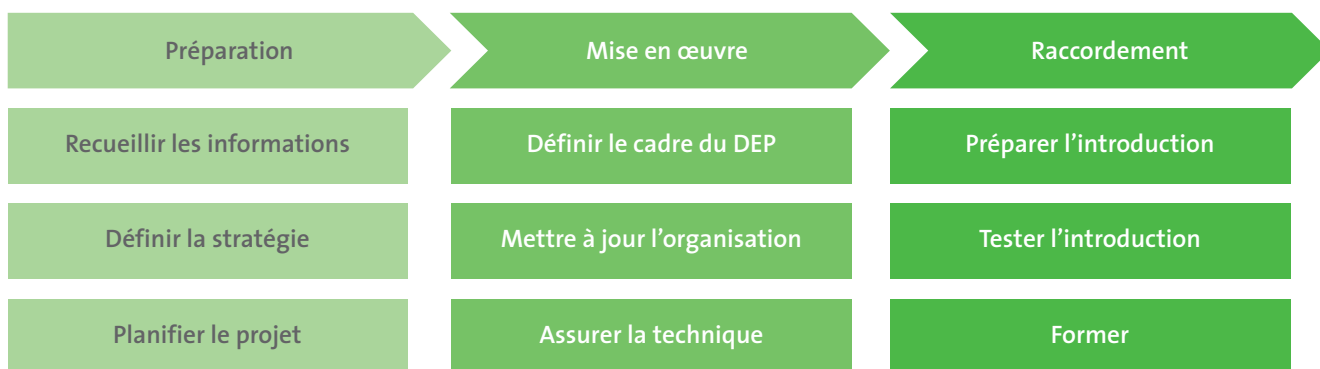 Préparation
Mise en œuvre
Raccordement
Recueillir les informations
Définir le cadre du DEP
Préparer l’introduction
Définir la stratégie
Mettre à jour l’organisation
Tester l’introduction
Planifier le projet
Assurer la technique
Former